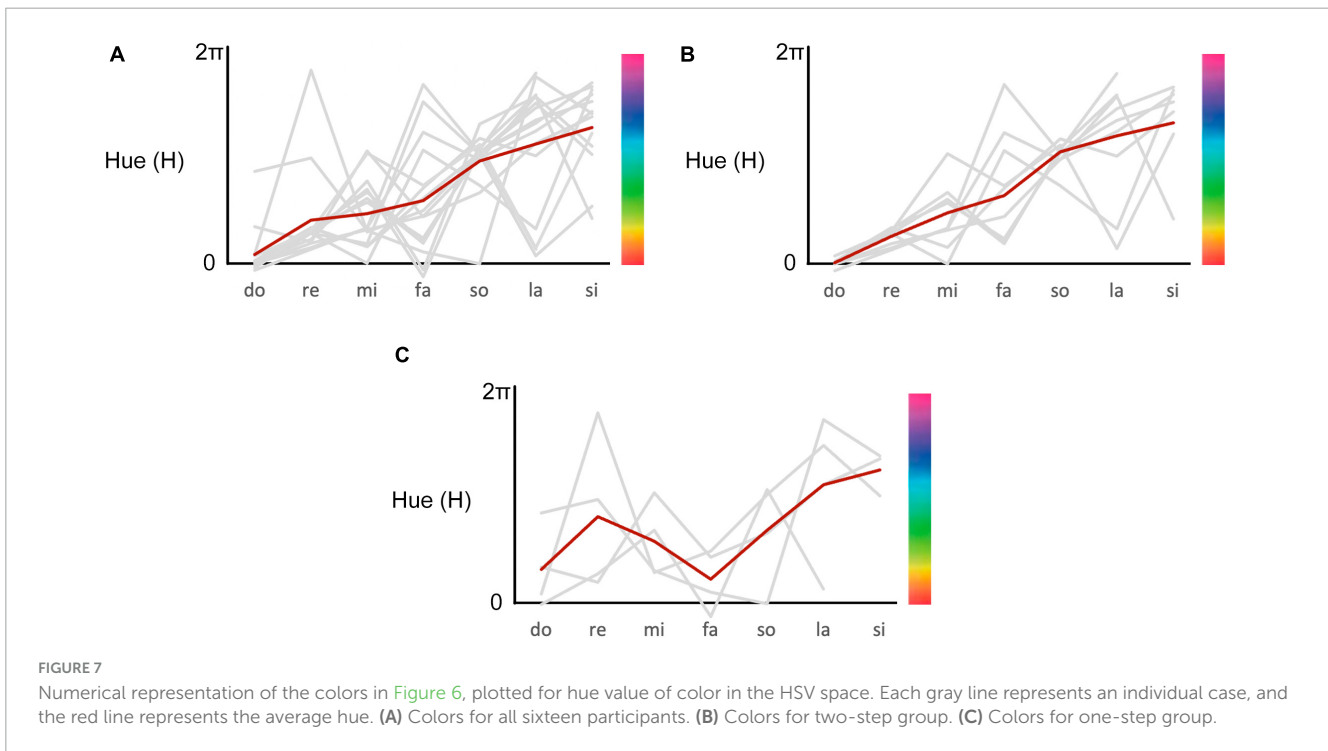 A
2π
Hue (H)
0
do re mi fa so la si
B
2π
Hue (H)
0
do re mi fa so la si
C
2π
Hue (H)
0
do re mi fa so la si
FIGURE 7
Numerical representation of the colors in Figure 6, plotted for hue value of color in the HSV space. Each gray line represents an individual case, and
the red line represents the average hue. (A) Colors for all sixteen participants. (B) Colors for two-step group. (C) Colors for one-step group.